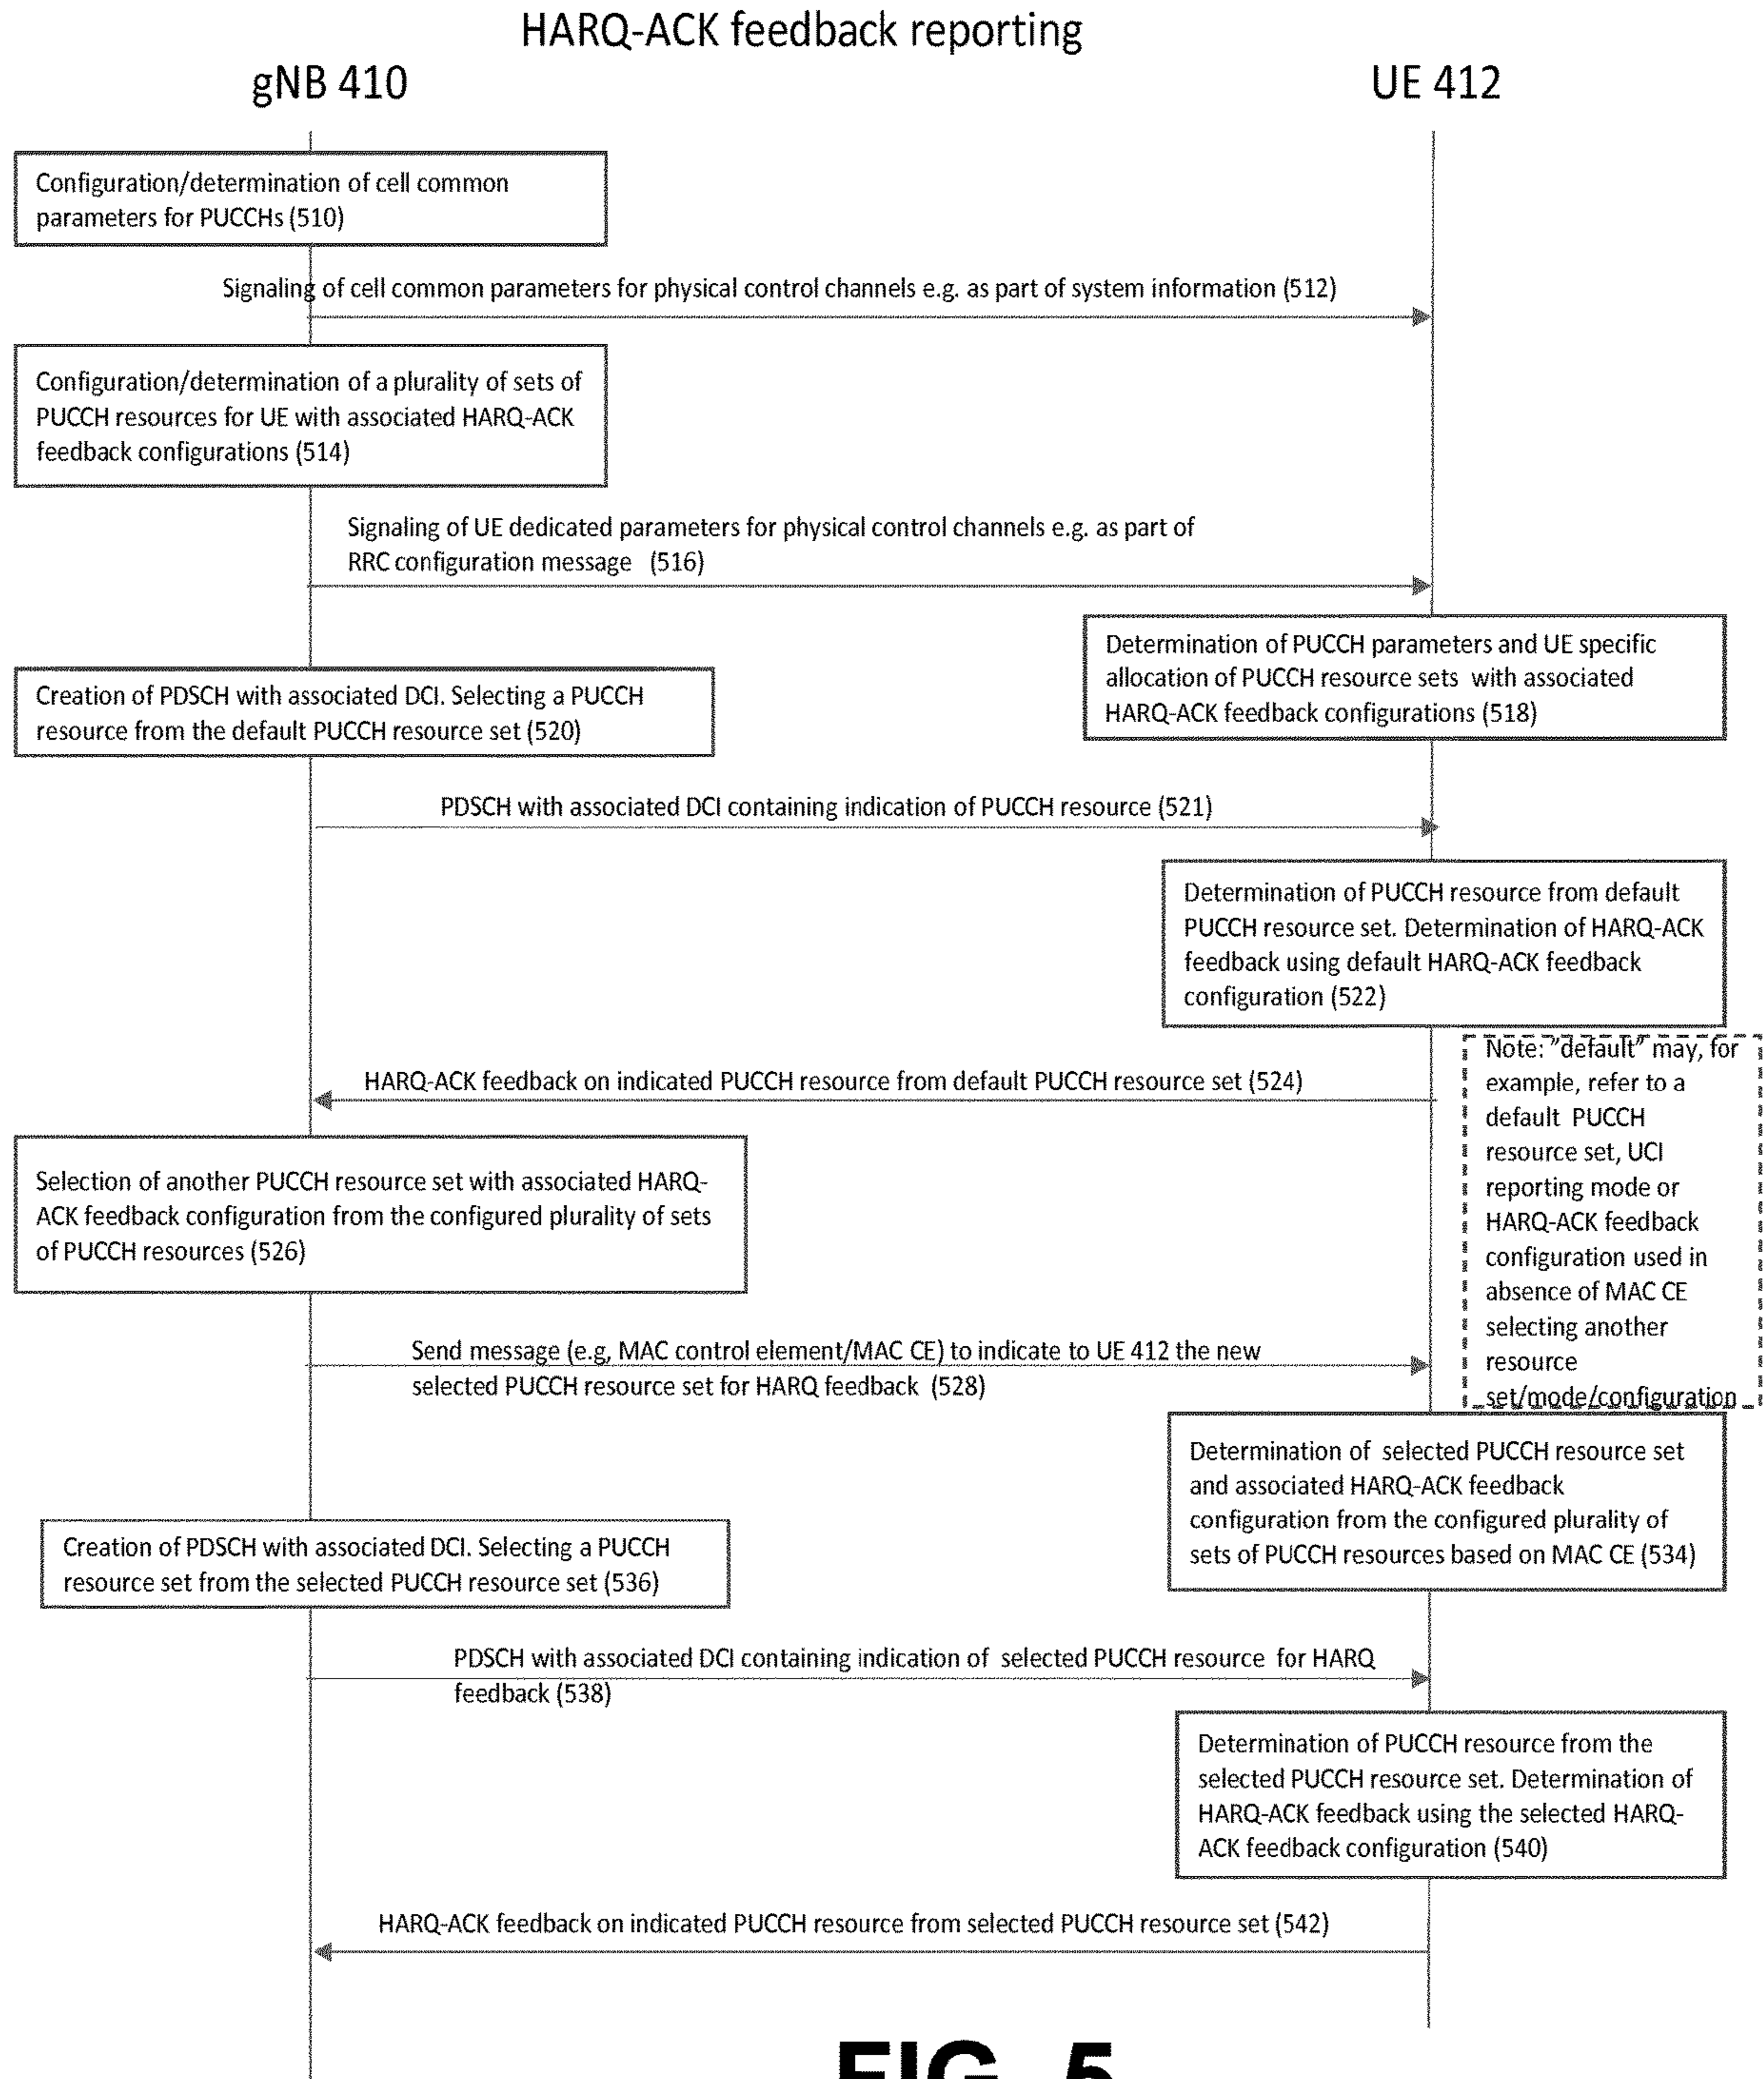 HARQ-ACK feedback reporting
gNB 410
UE 412
Configuration/determination of cell common
parameters for PUCCHs (510)
Signaling of cell common parameters for physical control channels e.g. as part of system information (512)
Configuration/determination of a plurality of sets of
PUCCH resources for UE with associated HARQ-ACK
feedback configurations (514)
Signaling of UE dedicated parameters for physical control channels e.g. as part of
RRC configuration message (516)
Determination of PUCCH parameters and UE specific
allocation of PUCCH resource sets with associated
HARQ-ACK feedback configurations (518)
Creation of PDSCH with associated DCI. Selecting a PUCCH
resource from the default PUCCH resource set (520)
PDSCH with associated DCI containing indication of PUCCH resource (521)
Determination of PUCCH resource from default
PUCCH resource set. Determination of HARQ-ACK
feedback using default HARQ-ACK feedback
configuration (522)
Note: ”default” may, for
example, refer to a
default PUCCH
resource set, UCI
reporting mode or
HARQ-ACK feedback
configuration used in
absence of MAC CE
selecting another
resource
set/mode/configuration
HARQ-ACK feedback on indicated PUCCH resource from default PUCCH resource set (524)
Selection of another PUCCH resource set with associated HARQ-
ACK feedback configuration from the configured plurality of sets
of PUCCH resources (526)
Send message (e.g, MAC control element/MAC CE) to indicate to UE 412 the new
selected PUCCH resource set for HARQ feedback (528)
Determination of selected PUCCH resource set
and associated HARQ-ACK feedback
configuration from the configured plurality of
sets of PUCCH resources based on MAC CE (534)
Creation of PDSCH with associated DCI. Selecting a PUCCH
resource set from the selected PUCCH resource set (536)
PDSCH with associated DCI containing indication of selected PUCCH resource for HARQ
feedback (538)
Determination of PUCCH resource from the
selected PUCCH resource set. Determination of
HARQ-ACK feedback using the selected HARQ-
ACK feedback configuration (540)
HARQ-ACK feedback on indicated PUCCH resource from selected PUCCH resource set (542)
FIG. 5